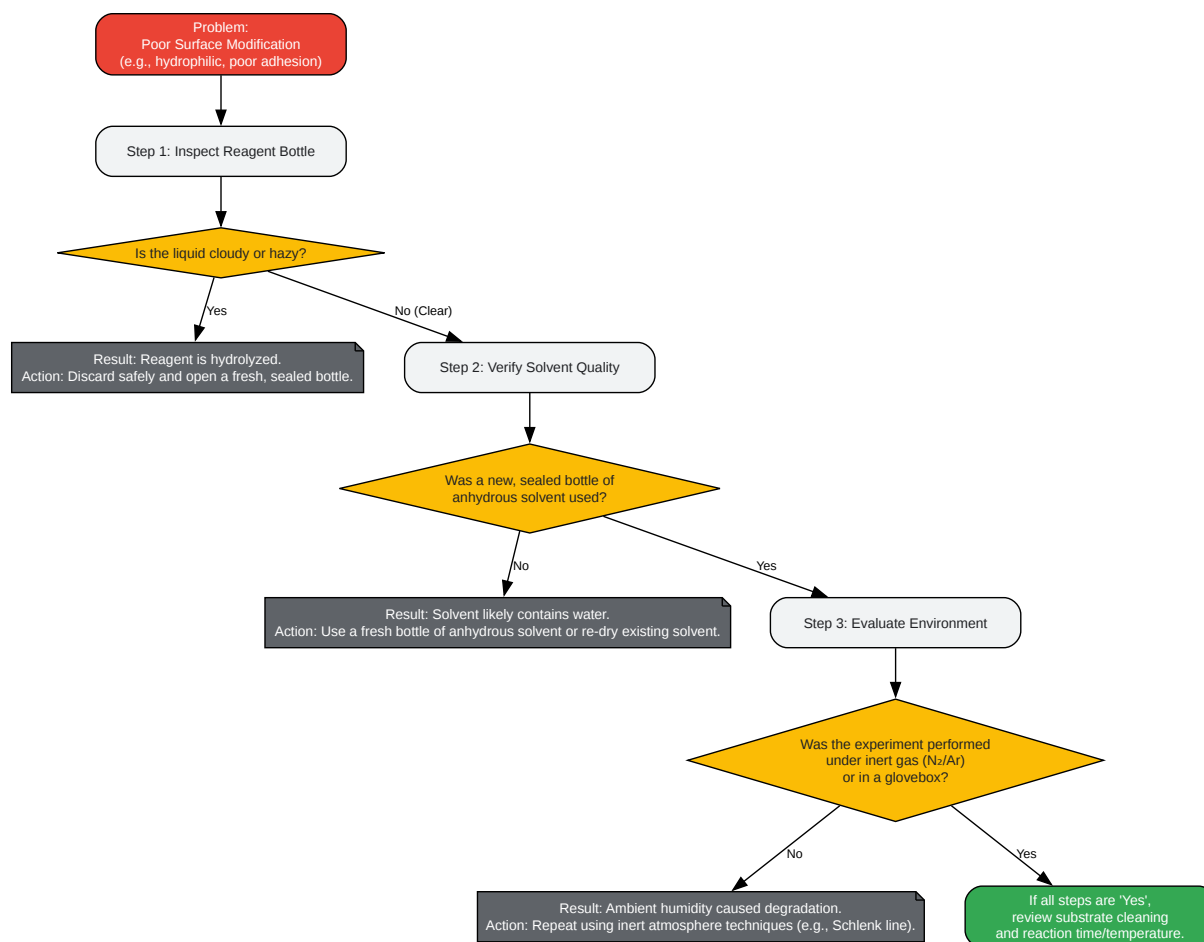 Problem:
Poor Surface Modification
(e.g., hydrophilic, poor adhesion)
Step 1: Inspect Reagent Bottle
Is the liquid cloudy or hazy?
Yes
No (Clear)
Result: Reagent is hydrolyzed.
Action: Discard safely and open a fresh, sealed bottle.
Step 2: Verify Solvent Quality
Was a new, sealed bottle of
anhydrous solvent used?
No
Yes
Result: Solvent likely contains water.
Action: Use a fresh bottle of anhydrous solvent or re-dry existing solvent.
Step 3: Evaluate Environment
Was the experiment performed
under inert gas (N₂/Ar)
or in a glovebox?
No
Yes
Result: Ambient humidity caused degradation.
Action: Repeat using inert atmosphere techniques (e.g., Schlenk line).
If all steps are 'Yes',
review substrate cleaning
and reaction time/temperature.